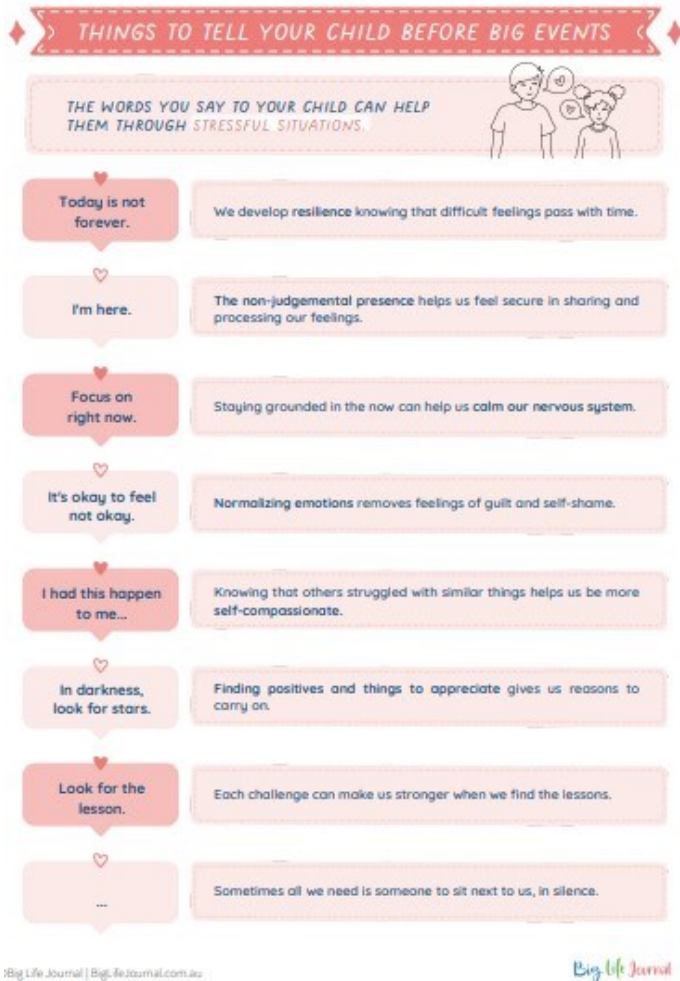 THINGS TO TELL YOUR CHILD BEFORE BIG EVENTS
THE WORDS YOU SAY TO YOUR CHILD CAN HELP
THEM THROUGH STRESSFUL SITUATIONS.
Today is not
forever.
We develop resilience knowing that difficult feelings pass with time.
I'm here.
The non-judgemental presence helps us feel secure in sharing and
processing our feelings.
Focus on
right now.
Staying grounded in the now can help us calm our nervous system.
It's okay to feel
not okay.
Normalizing emotions removes feelings of guilt and self-shame.
I had this happen
to me...
Knowing that others struggled with similar things helps us be more
self-compassionate.
In darkness,
look for stars.
Finding positives and things to appreciate gives us reasons to
carry on.
Look for the
lesson.
Each challenge can make us stronger when we find the lessons.
...
Sometimes all we need is someone to sit next to us, in silence.
Big Life Journal | BigLifeJournal.com.au
Big Life Journal